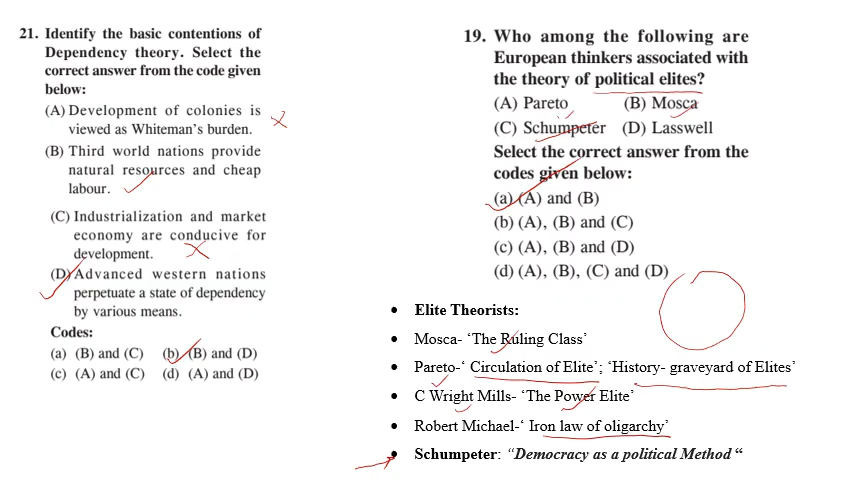 21. Identify the basic contentions of
Dependency theory. Select the
correct answer from the code given
below:
(A) Development of colonies is
viewed as Whiteman's burden.
(B) Third world nations provide
natural resources and cheap
labour.
(C) Industrialization and market
economy are conducive for
development.
(D) Advanced western nations
perpetuate a state of dependency
by various means.
Codes:
(a) (B) and (C) (b) (B) and (D)
(c) (A) and (C) (d) (A) and (D)
19. Who among the following are
European thinkers associated with
the theory of political elites?
(A) Pareto (B) Mosca
(C) Schumpeter (D) Lasswell
Select the correct answer from the
codes given below:
(a) (A) and (B)
(b) (A), (B) and (C)
(c) (A), (B) and (D)
(d) (A), (B), (C) and (D)
• Elite Theorists:
• Mosca- ‘The Ruling Class’
• Pareto-‘ Circulation of Elite’; ‘History- graveyard of Elites’
• C Wright Mills- ‘The Power Elite’
• Robert Michael-‘ Iron law of oligarchy’
• Schumpeter: “Democracy as a political Method “